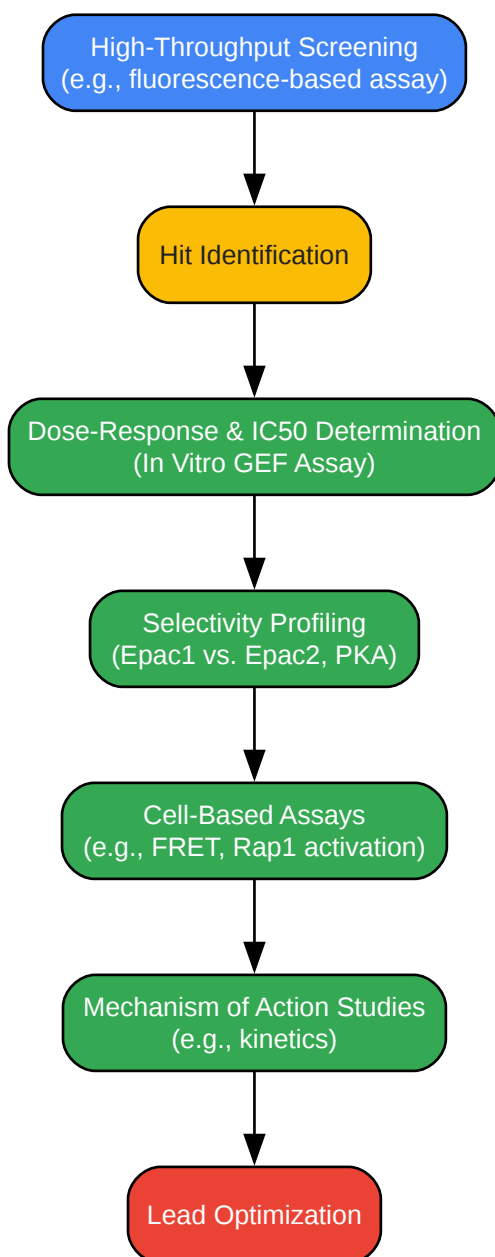 High-Throughput Screening
(e.g., fluorescence-based assay)
Hit Identification
Dose-Response & IC50 Determination
(In Vitro GEF Assay)
Selectivity Profiling
(Epac1 vs. Epac2, PKA)
Cell-Based Assays
(e.g., FRET, Rap1 activation)
Mechanism of Action Studies
(e.g., kinetics)
Lead Optimization